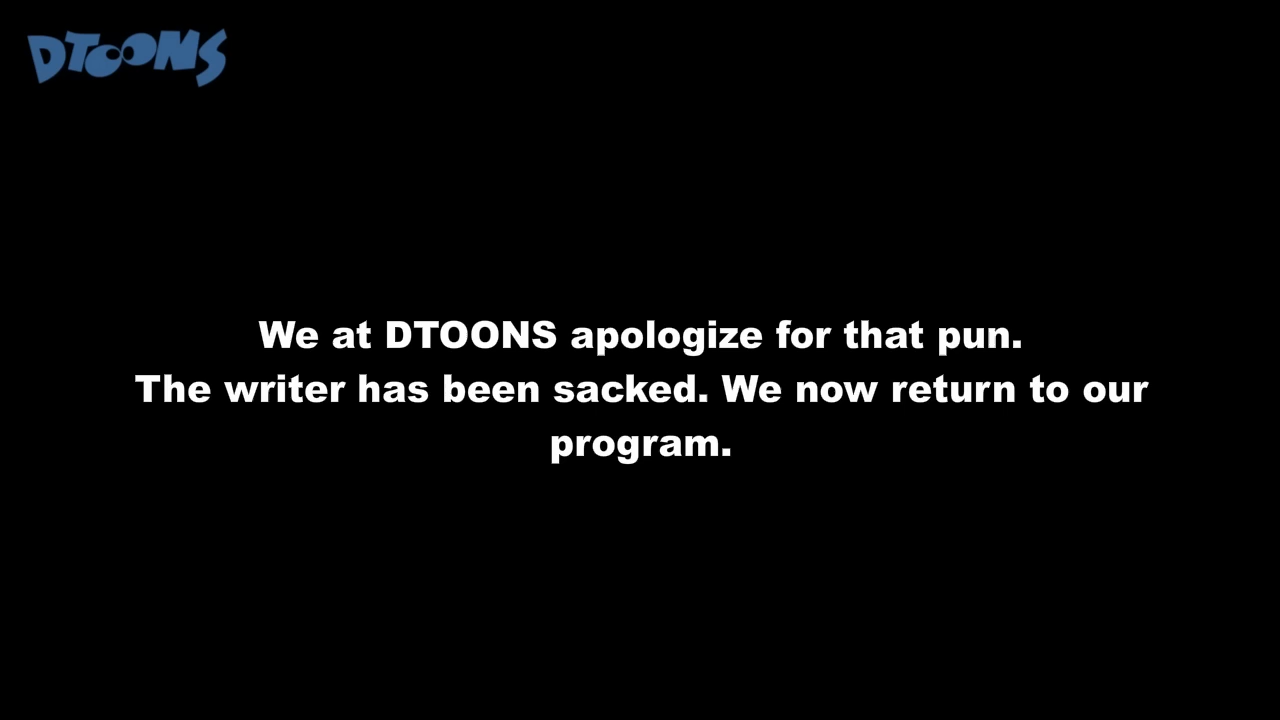 DTOONS
We at DTOONS apologize for that pun.
The writer has been sacked. We now return to our
program.